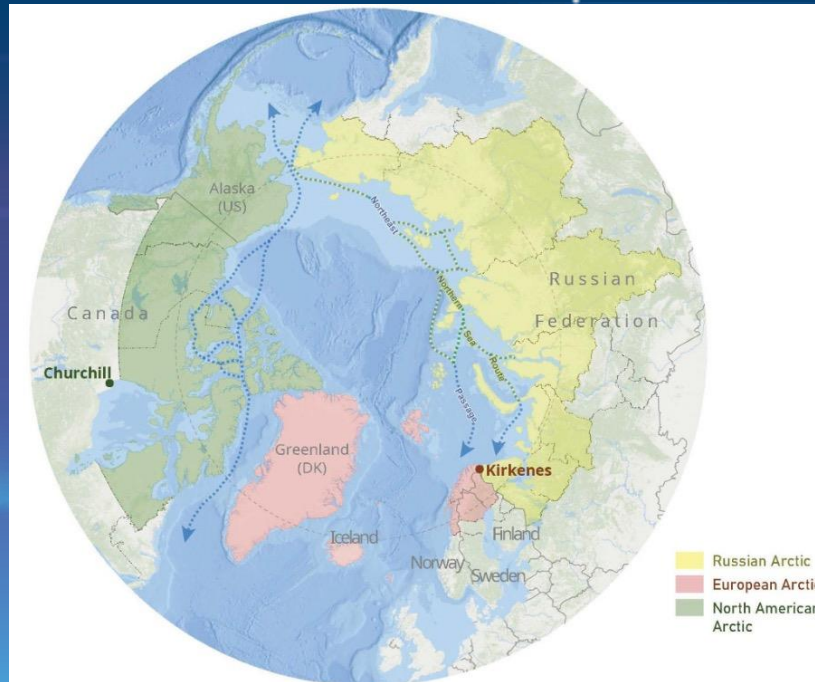 Alaska
(US)
Northeast
Russian
Northern
Canada
Federation
Sea
Route
Churchill
Passage
Greenland
(DK)
Kirkenes
Iceland
Finland
Norway
Sweden
Russian Arctic
European Arctic
North American
Arctic